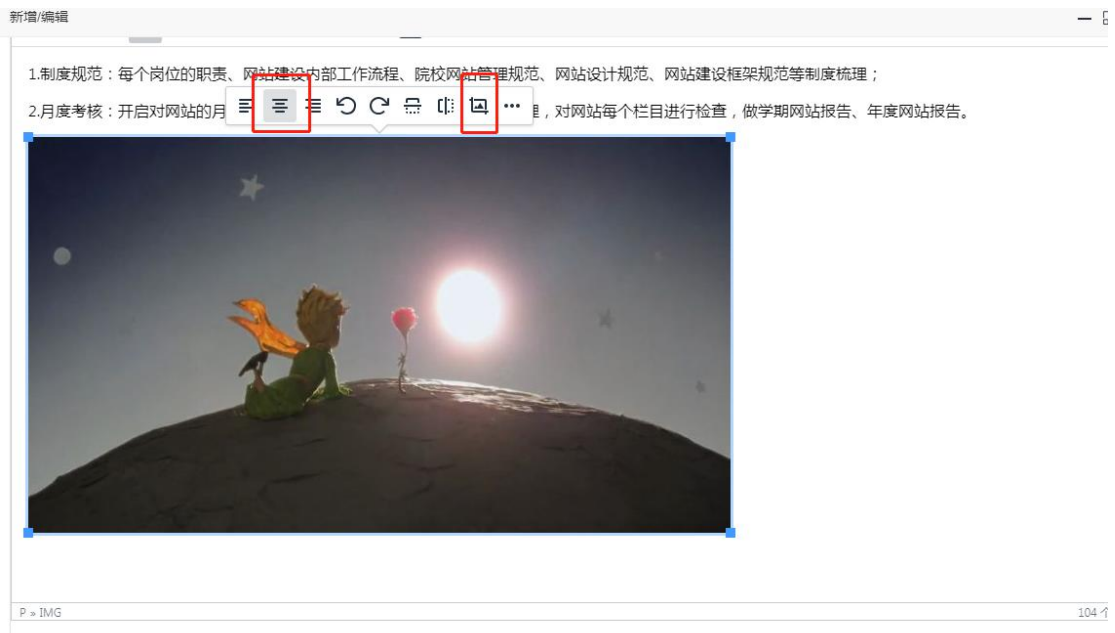 新增/编辑
1.制度规范：每个岗位的职责、网站建设内部工作流程、院校网站管理规范、网站设计规范、网站建设框架规范等制度梳理；
2.月度考核：开启对网站的月
，对网站每个栏目进行检查，做学期网站报告、年度网站报告。
P » IMG
104 个